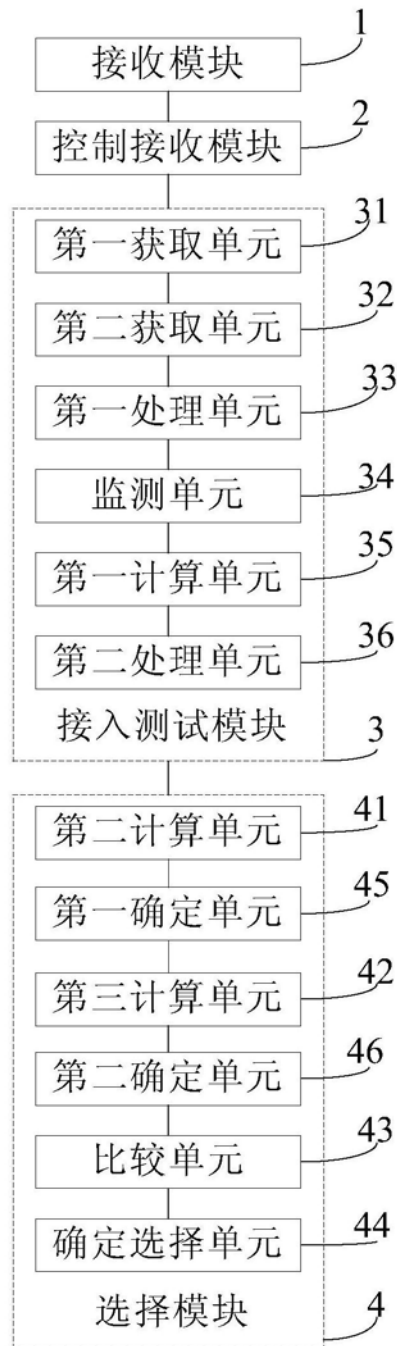 1
接收模块
2
控制接收模块
31
第一获取单元
32
第二获取单元
33
第一处理单元
34
监测单元
35
第一计算单元
36
第二处理单元
接入测试模块
3
41
第二计算单元
45
第一确定单元
42
第三计算单元
46
第二确定单元
43
比较单元
44
确定选择单元
选择模块
4